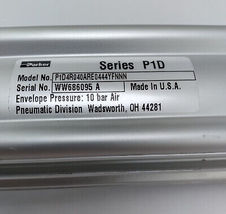 Parker
Series P1D
Model No. P1D4R040ARE0444YFNNN
Serial No. WW686095 A Made In U.S.A.
Envelope Pressure: 10 bar Air
Pneumatic Division Wadsworth, OH 44281